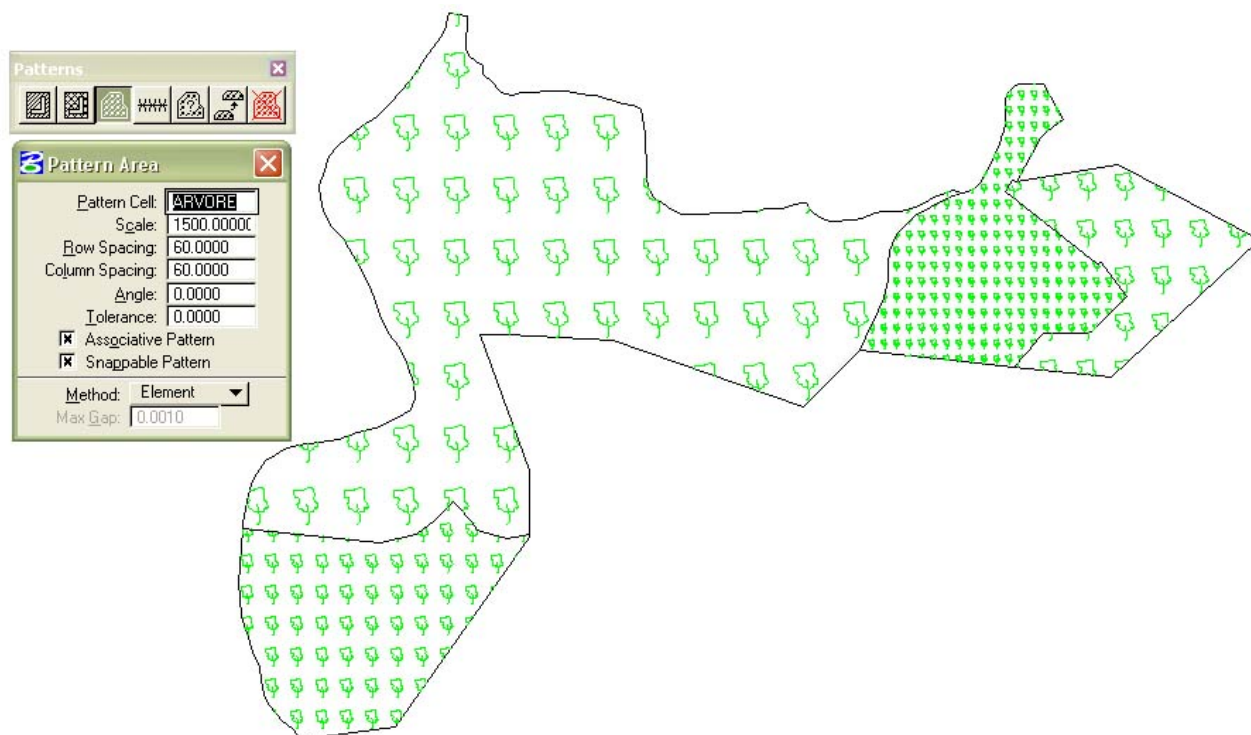 Patterns
Pattern Area
Pattern Cell: ARVORE
Scale: 1500.0000(
Row Spacing: 60.0000
Column Spacing: 60.0000
Angle: 0.0000
Tolerance: 0.0000
Associative Pattern
Snappable Pattern
Method: Element
Max Gap: 0.0010